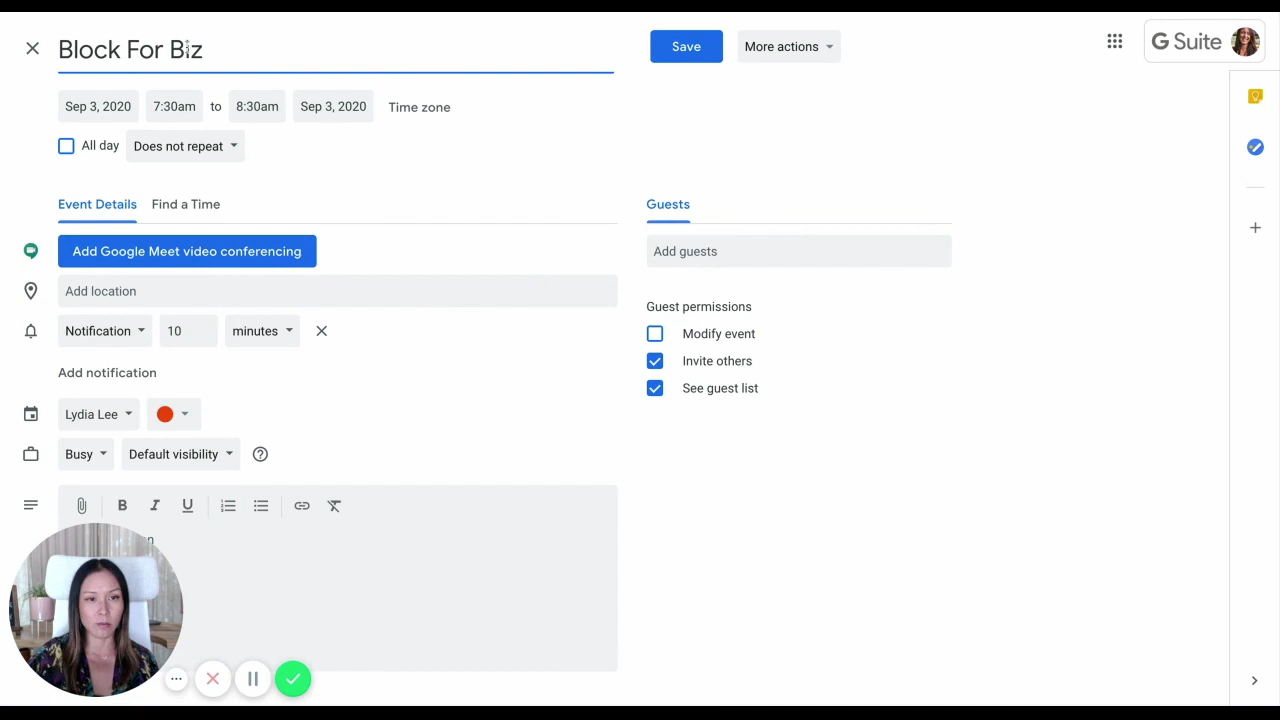 Block For Biz
Save
More actions
G Suite
Sep 3, 2020 7:30am to 8:30am Sep 3, 2020 Time zone
All day Does not repeat
Event Details Find a Time
Guests
Add Google Meet video conferencing
Add guests
Add location
Guest permissions
Notification 10 minutes
Modify event
Invite others
Add notification
See guest list
Lydia Lee
Busy Default visibility
B I U